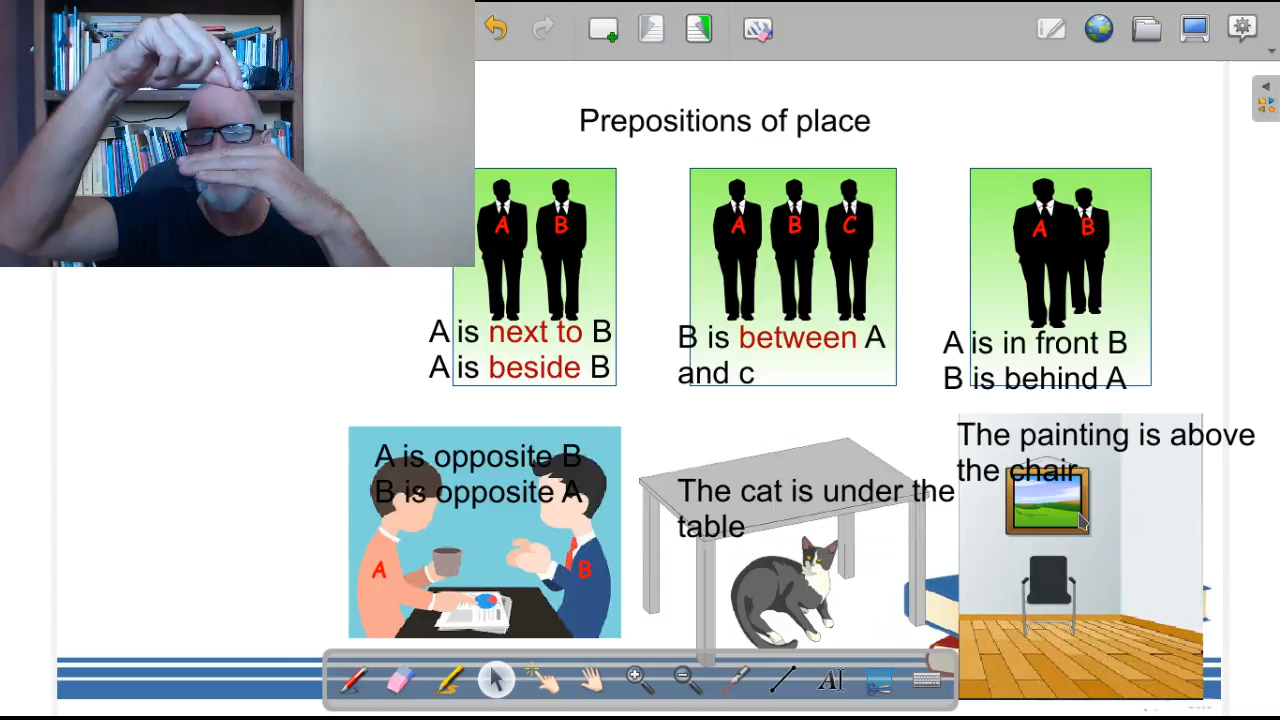 Prepositions of place
A B
A B C
A B
A is next to B
A is beside B
B is between A
and c
A is in front B
B is behind A
A is opposite B
B is opposite A
A B
The cat is under the
table
The painting is above
the chair
AI